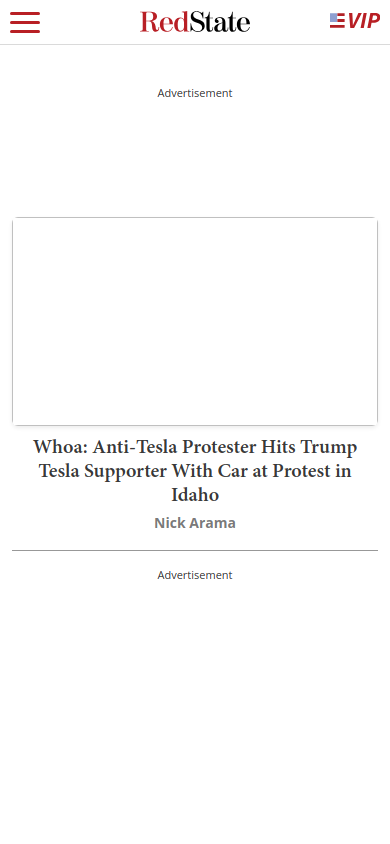 RedState
VIP
Advertisement
Whoa: Anti-Tesla Protester Hits Trump
Tesla Supporter With Car at Protest in
Idaho
Nick Arama
Advertisement